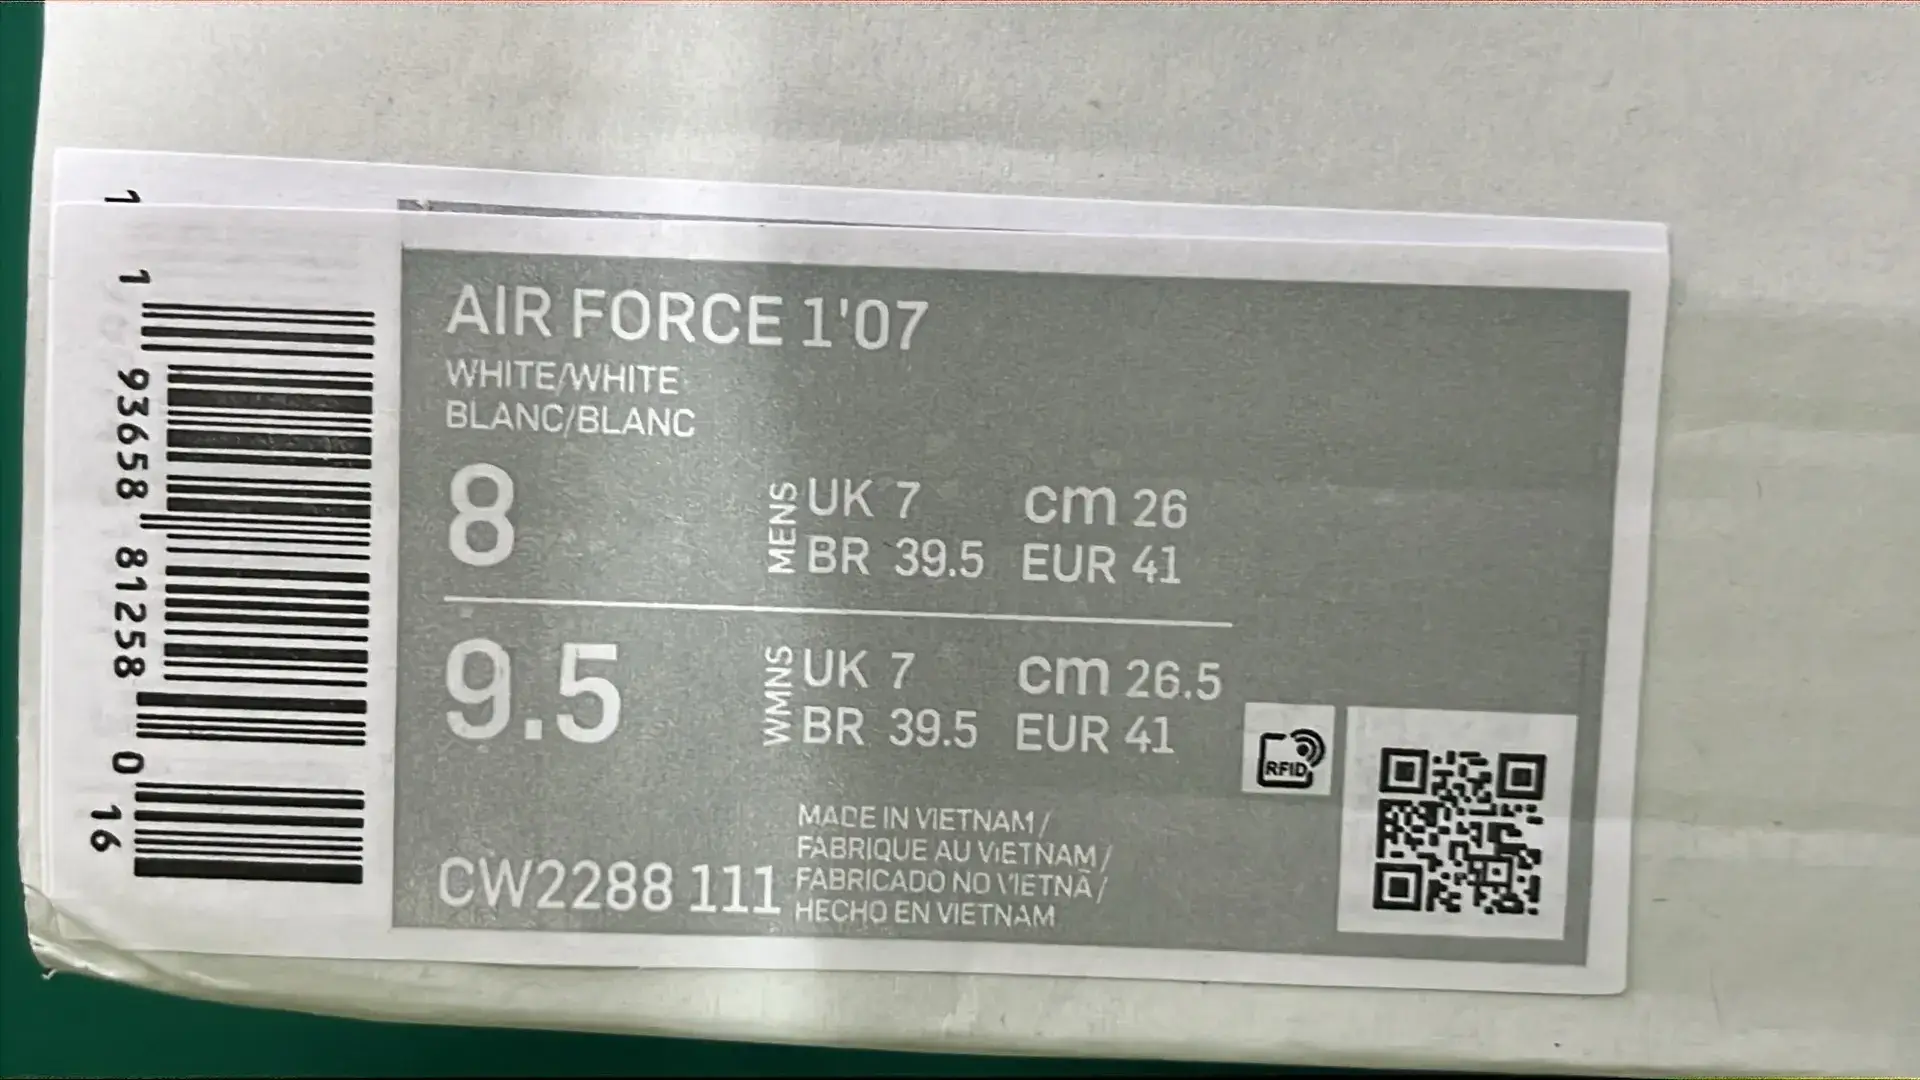 1
1
93658 81258
0
16
AIR FORCE 1'07
WHITE/WHITE
BLANC/BLANC
8
MENS
UK 7 cm 26
BR 39.5 EUR 41
9.5
WMNS
UK 7 cm 26.5
BR 39.5 EUR 41
RFID
CW2288 111
MADE IN VIETNAM/
FABRIQUE AU VIETNAM/
FABRICADO NO VIETNÃ/
HECHO EN VIETNAM